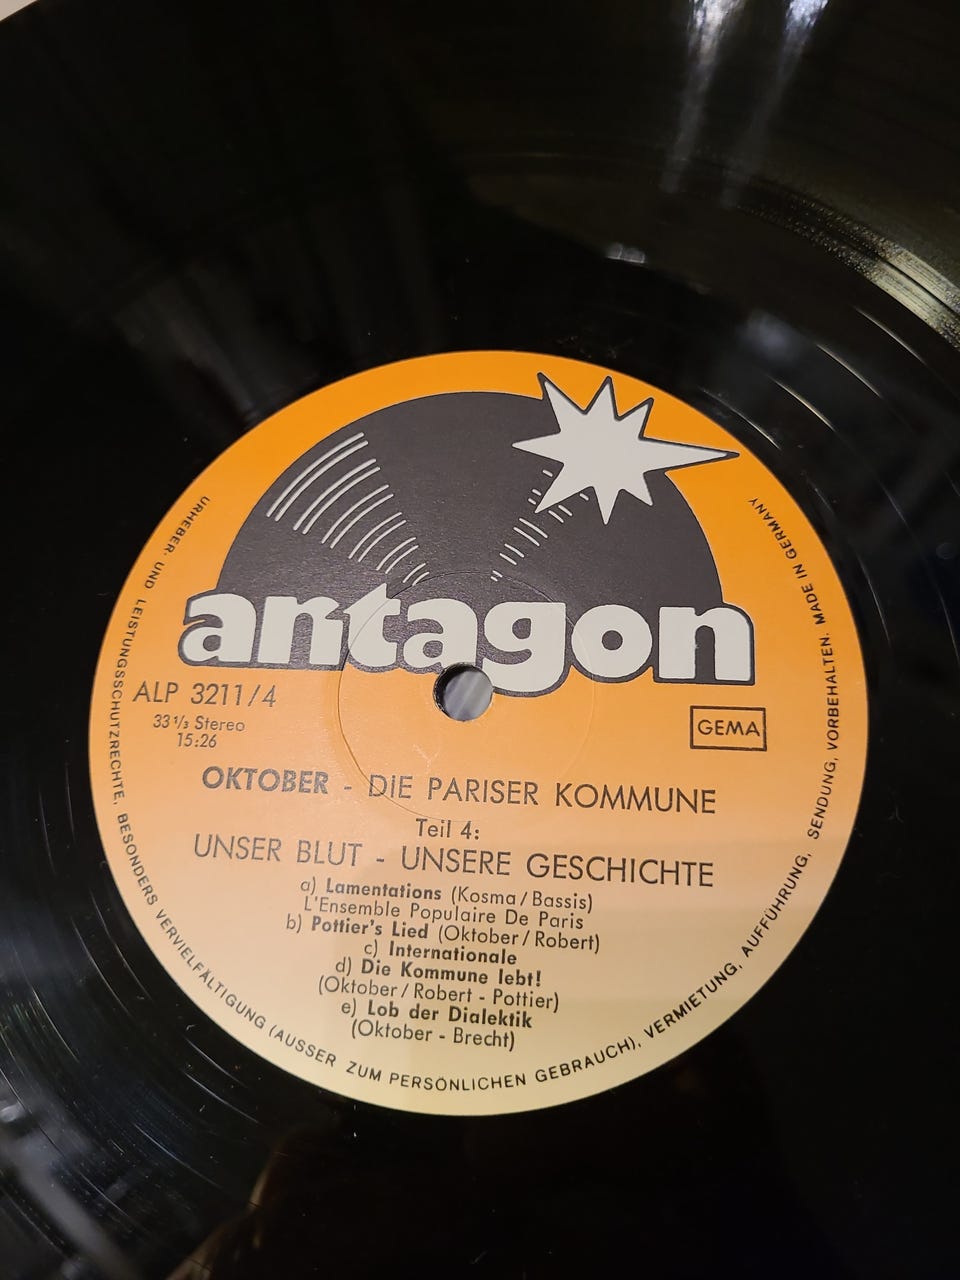 antagon
ALP 3211/4
33⅓ Stereo
15:26
GEMA
OKTOBER - DIE PARISER KOMMUNE
Teil 4:
UNSER BLUT - UNSERE GESCHICHTE
a) Lamentations (Kosma/Bassis)
L'Ensemble Populaire De Paris
b) Pottier's Lied (Oktober/Robert)
c) Internationale
d) Die Kommune lebt!
(Oktober/Robert - Pottier)
e) Lob der Dialektik
(Oktober - Brecht)
URHEBER- UND LEISTUNGSSCHUTZRECHTE, BESONDERS VERVIELFÄLTIGUNG (AUSSER ZUM PERSÖNLICHEN GEBRAUCH), VERMIETUNG, AUFFÜHRUNG, SENDUNG, VORBEHALTEN. MADE IN GERMANY